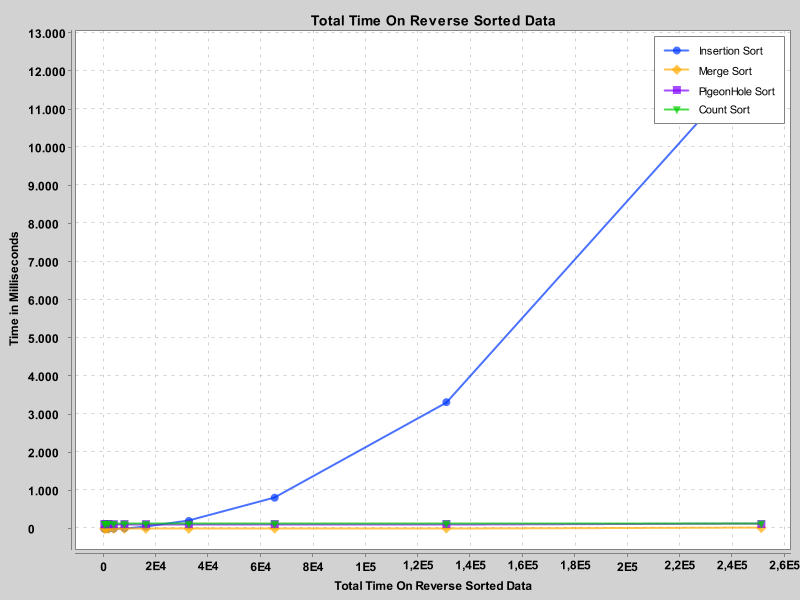 Total Time On Reverse Sorted Data
13.000
12.000
11.000
10.000
9.000
8.000
7.000
6.000
5.000
4.000
3.000
2.000
1.000
0
Time in Milliseconds
Insertion Sort
Merge Sort
PigeonHole Sort
Count Sort
0 2E4 4E4 6E4 8E4 1E5 1,2E5 1,4E5 1,6E5 1,8E5 2E5 2,2E5 2,4E5 2,6E5
Total Time On Reverse Sorted Data